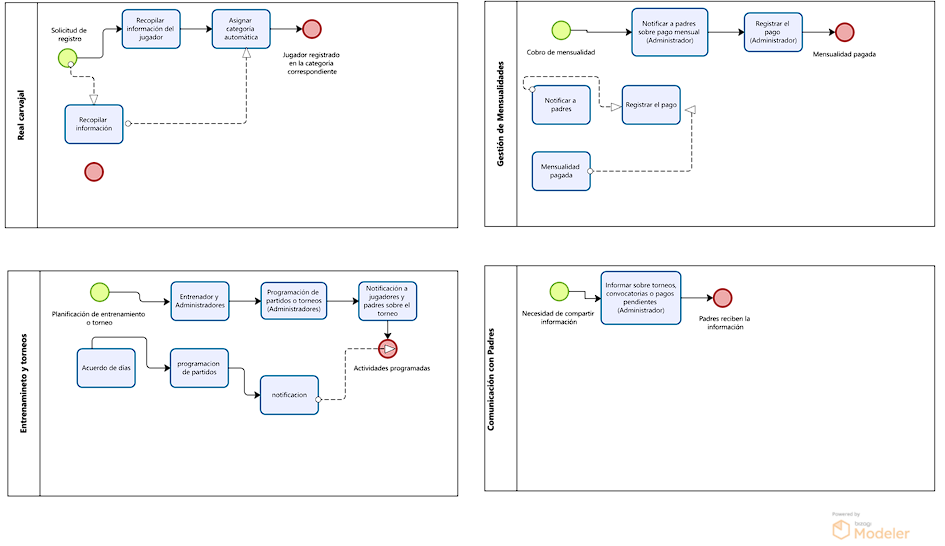 Real carvajal
Solicitud de
registro
Recopilar
información del
jugador
Asignar
categoria
automática
Jugador registrado
en la categoria
correspondiente
Recopilar
información
Gestión de Mensualidades
Cobro de mensualidad
Notificar a padres
sobre pago mensual
(Administrador)
Registrar el
pago
(Administrador)
Mensualidad pagada
Notificar a
padres
Registrar el pago
Mensualidad
pagada
Entrenamineto y torneos
Planificación de entrenamiento
o torneo
Entrenador y
Administradores
Programación de
partidos o torneos
(Administradores)
Notificación a
jugadores y
padres sobre el
torneo
Actividades programadas
Acuerdo de dias
programacion
de partidos
notificacion
Comunicación con Padres
Necesidad de compartir
información
Informar sobre torneos,
convocatorias o pagos
pendientes
(Administrador)
Padres reciben la
información
Powered by
bizagi
Modeler